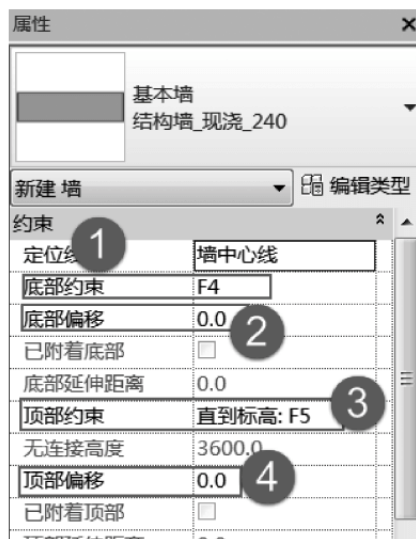 属性
基本墙
结构墙_现浇_240
新建 墙
编辑类型
约束
1
定位 墙中心线
底部约束 F4
底部偏移 0.0
2
已附着底部
底部延伸距离 0.0
顶部约束 直到标高: F5
3
无连接高度 3600.0
顶部偏移 0.0
4
已附着顶部